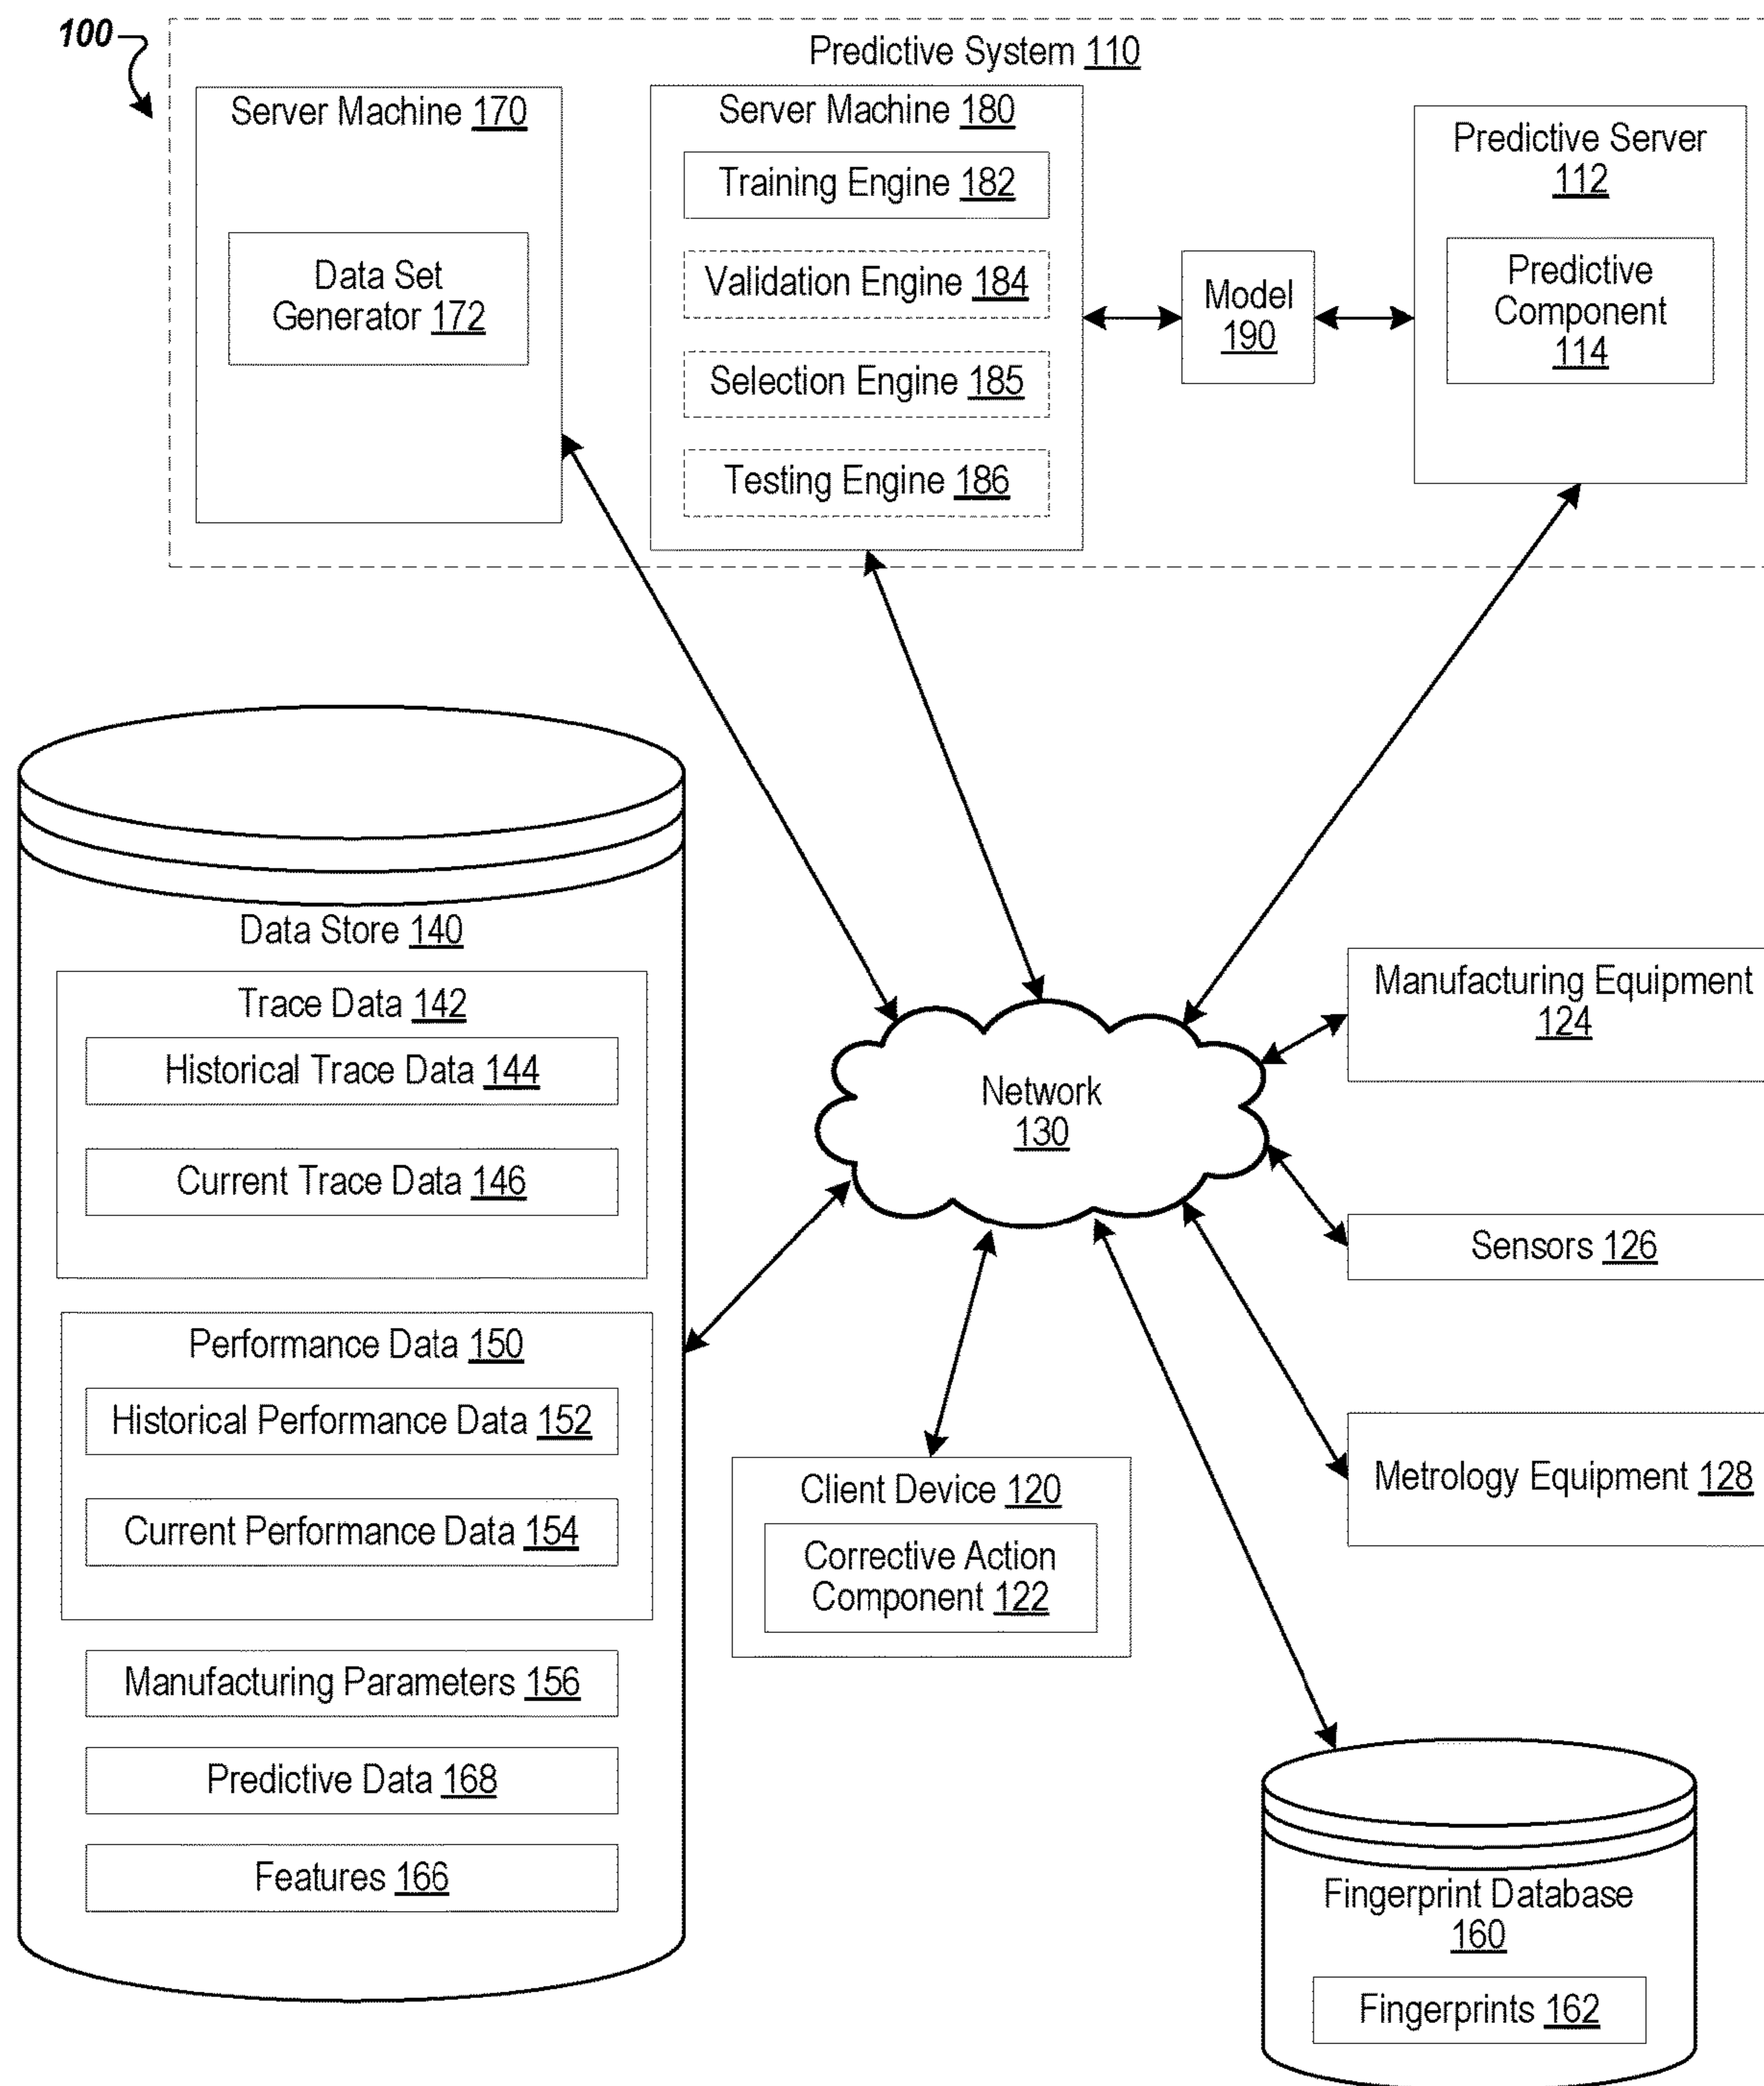 100
Predictive System 110
Server Machine 170
Data Set
Generator 172
Server Machine 180
Training Engine 182
Validation Engine 184
Selection Engine 185
Testing Engine 186
Model
190
Predictive Server
112
Predictive
Component
114
Data Store 140
Trace Data 142
Historical Trace Data 144
Current Trace Data 146
Performance Data 150
Historical Performance Data 152
Current Performance Data 154
Manufacturing Parameters 156
Predictive Data 168
Features 166
Network
130
Manufacturing Equipment
124
Sensors 126
Metrology Equipment 128
Client Device 120
Corrective Action
Component 122
Fingerprint Database
160
Fingerprints 162